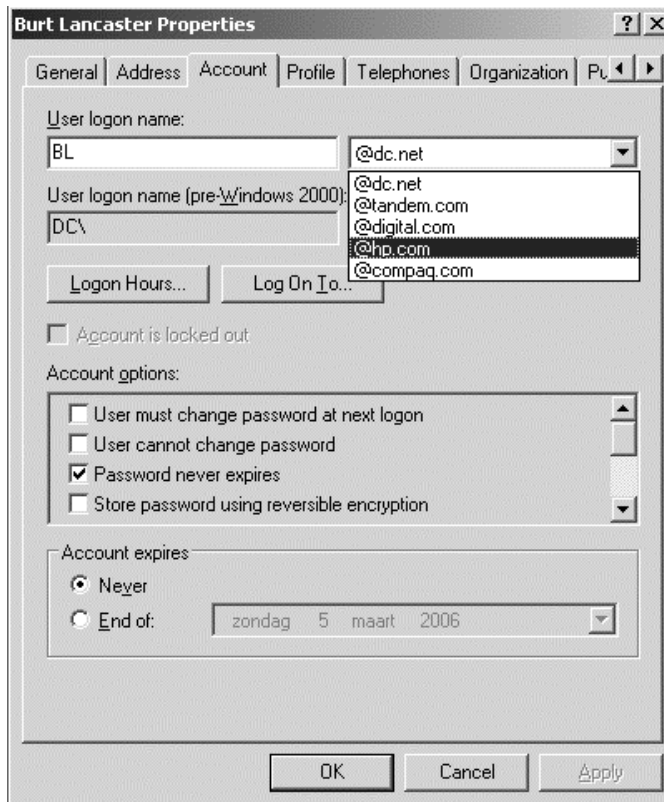 Burt Lancaster Properties
General Address Account Profile Telephones Organization
User logon name:
BL @dc.net
@dc.net
User logon name (pre-Windows 2000):
@tandem.com
DC\ @digital.com
@hp.com
@compaq.com
Logon Hours... Log On To...
Account is locked out
Account options:
User must change password at next logon
User cannot change password
Password never expires
Store password using reversible encryption
Account expires
Never
End of: zondag 5 maart 2006
OK Cancel Apply